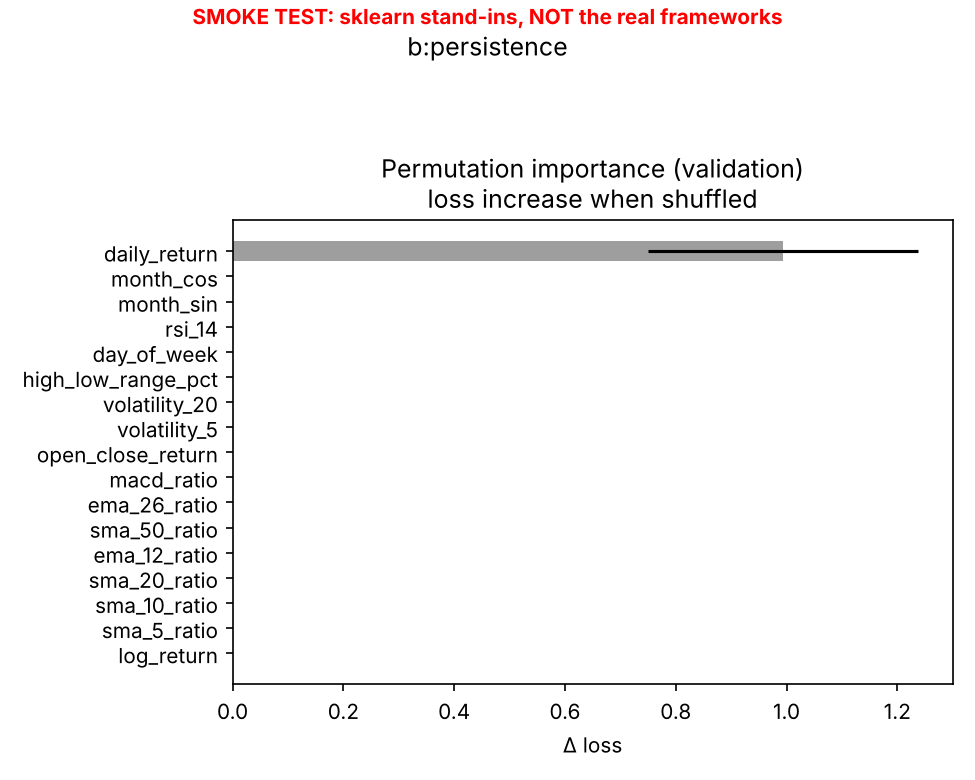 SMOKE TEST: sklearn stand-ins, NOT the real frameworks
b:persistence
Permutation importance (validation)
loss increase when shuffled
daily_return
month_cos
month_sin
rsi_14
day_of_week
high_low_range_pct
volatility_20
volatility_5
open_close_return
macd_ratio
ema_26_ratio
sma_50_ratio
ema_12_ratio
sma_20_ratio
sma_10_ratio
sma_5_ratio
log_return
0.0 0.2 0.4 0.6 0.8 1.0 1.2
Δ loss